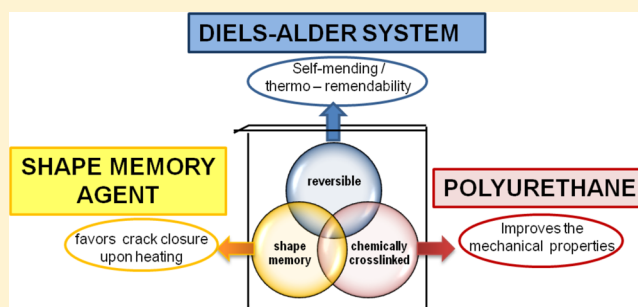 DIELS-ALDER SYSTEM
Self-mending /
thermo – remendability
SHAPE MEMORY
AGENT
favors crack closure
upon heating
reversible
shape
memory
chemically
crosslinked
POLYURETHANE
Improves the
mechanical properties